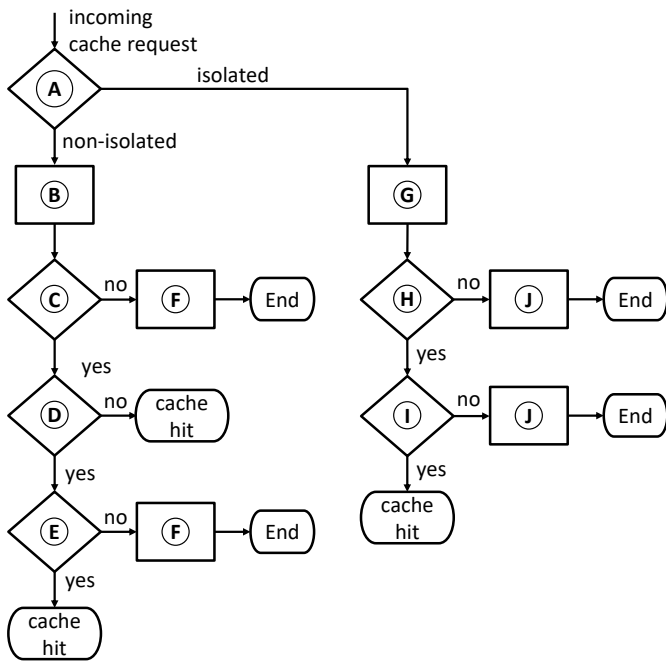 incoming
cache request
A
isolated
non-isolated
B
G
C
no
F
End
H
no
J
End
yes
yes
D
no
cache
hit
I
no
J
End
yes
yes
E
no
F
End
cache
hit
yes
cache
hit